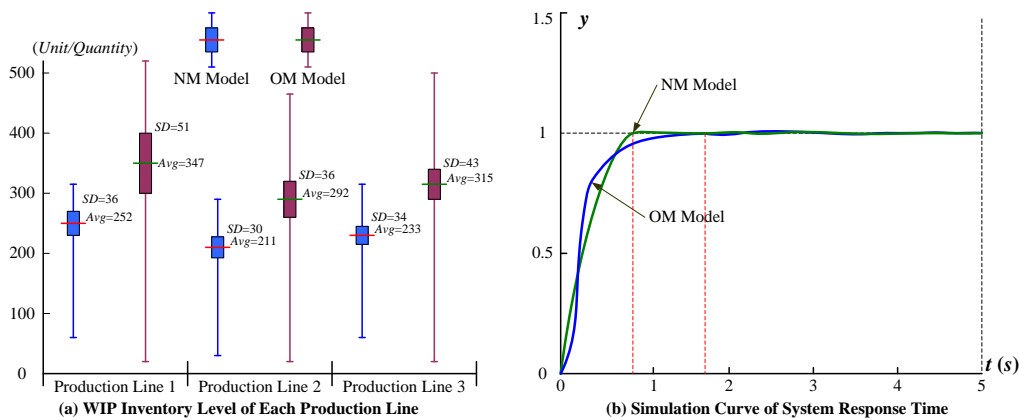 (Unit/Quantity)
NM Model
OM Model
500
400
300
200
100
0
SD=36
Avg=252
SD=51
Avg=347
SD=30
Avg=211
SD=36
Avg=292
SD=34
Avg=233
SD=43
Avg=315
Production Line 1
Production Line 2
Production Line 3
(a) WIP Inventory Level of Each Production Line
1.5
y
1
0.5
0
NM Model
OM Model
0
1
2
3
4
5
t (s)
(b) Simulation Curve of System Response Time